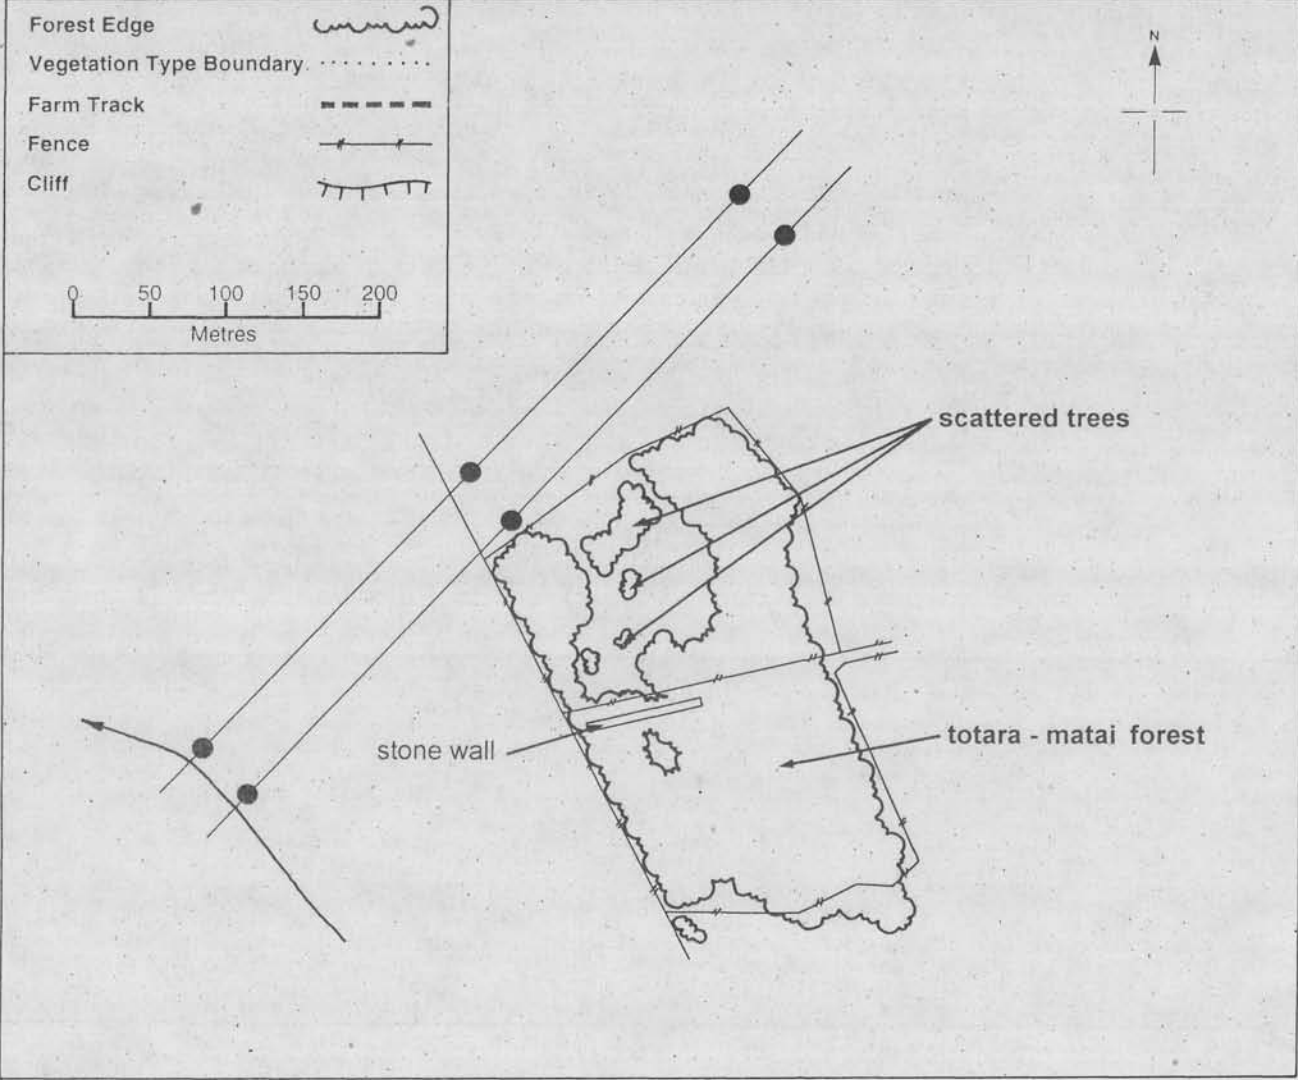 Forest Edge
Vegetation Type Boundary
Farm Track
Fence
Cliff
0 50 100 150 200
Metres
N
scattered trees
stone wall
totara - matai forest